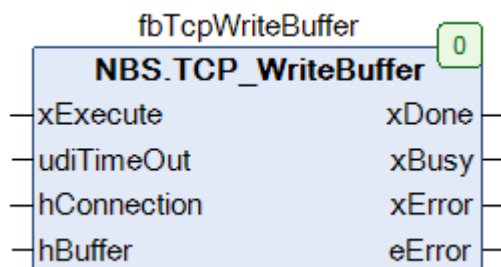 fbTcpWriteBuffer
0
NBS.TCP_WriteBuffer
xExecute xDone
udiTimeOut xBusy
hConnection xError
hBuffer eError